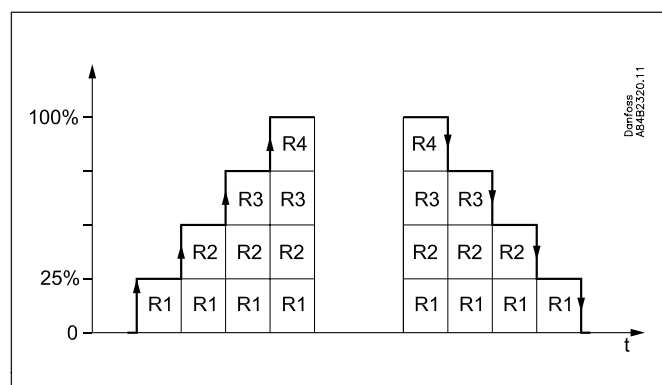 Danfoss
A84B2320.11
100%
R4 R4
R3 R3 R3 R3
R2 R2 R2 R2 R2 R2
25%
R1 R1 R1 R1 R1 R1 R1 R1
0
t